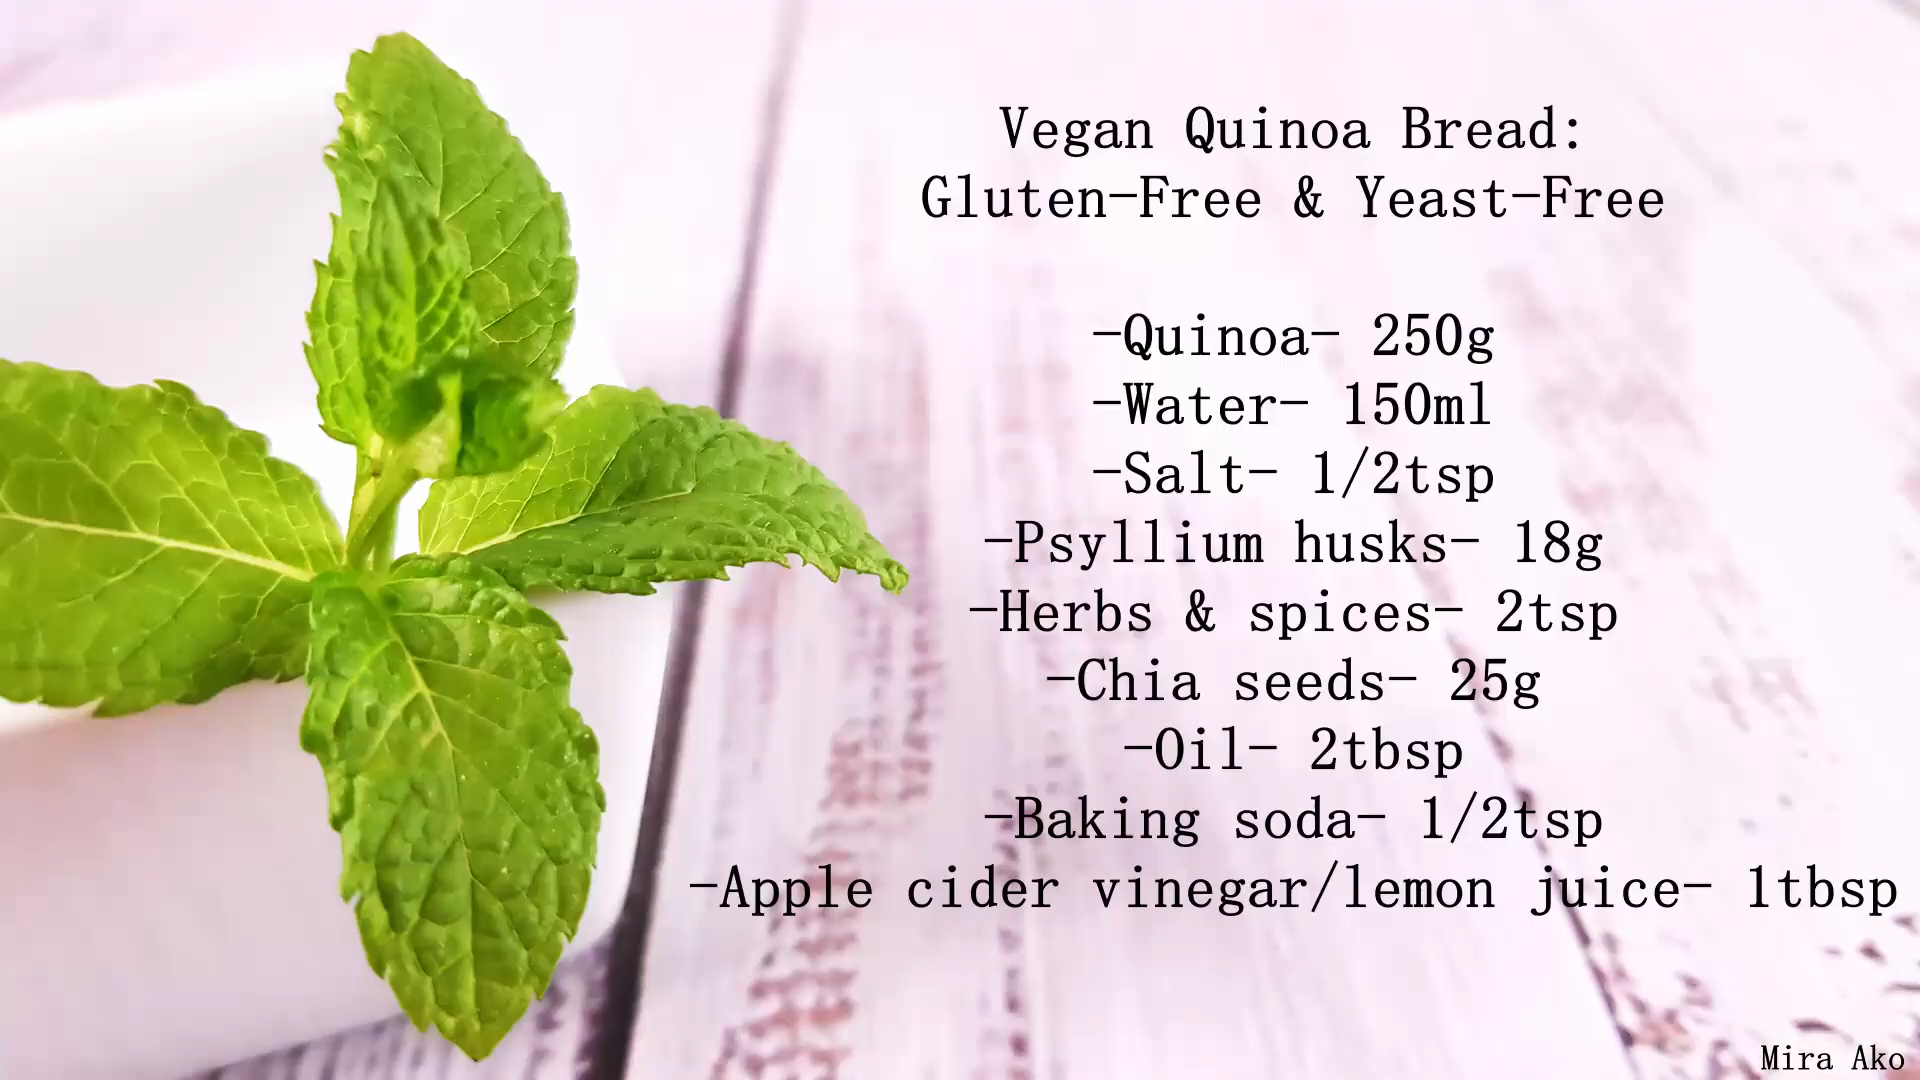 Vegan Quinoa Bread:
Gluten-Free & Yeast-Free
-Quinoa- 250g
-Water- 150ml
-Salt- 1/2tsp
-Psyllium husks- 18g
-Herbs & spices- 2tsp
-Chia seeds- 25g
-Oil- 2tbsp
-Baking soda- 1/2tsp
-Apple cider vinegar/lemon juice- 1tbsp
Mira Ako